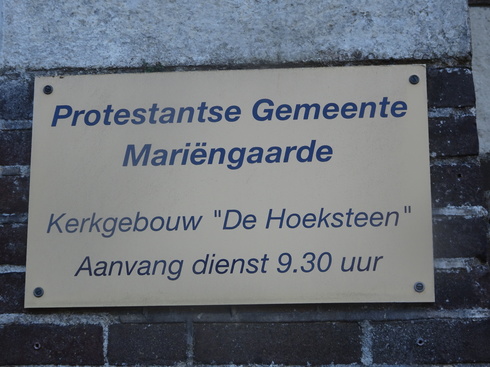 Protestantse Gemeente
Mariëngaarde
Kerkgebouw "De Hoeksteen"
Aanvang dienst 9.30 uur